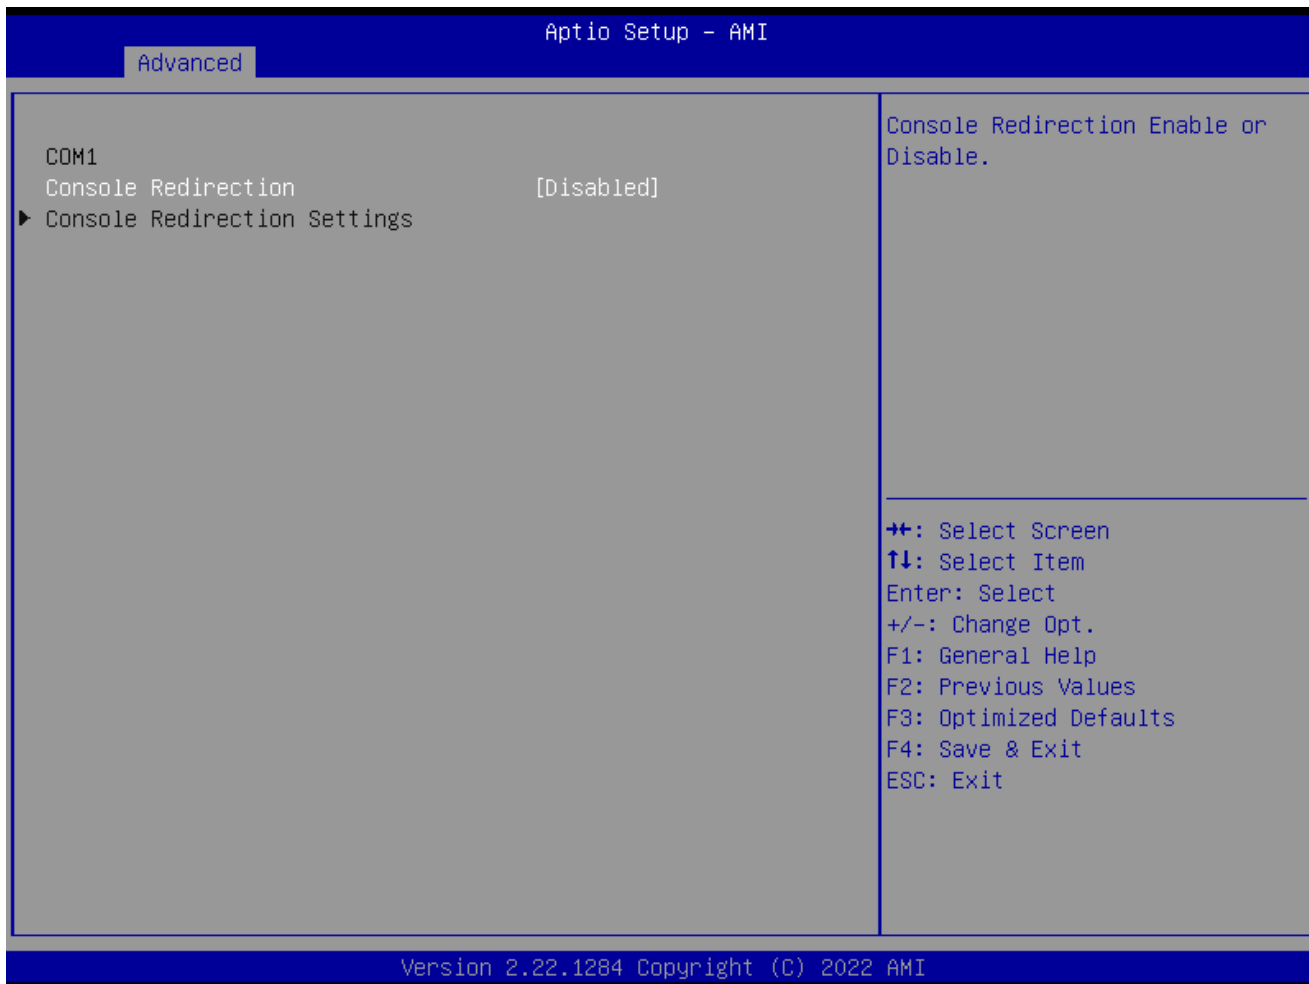 Aptio Setup – AMI
Advanced
COM1
Console Redirection [Disabled]
▶ Console Redirection Settings
Console Redirection Enable or
Disable.
→←: Select Screen
↑↓: Select Item
Enter: Select
+/-: Change Opt.
F1: General Help
F2: Previous Values
F3: Optimized Defaults
F4: Save & Exit
ESC: Exit
Version 2.22.1284 Copyright (C) 2022 AMI